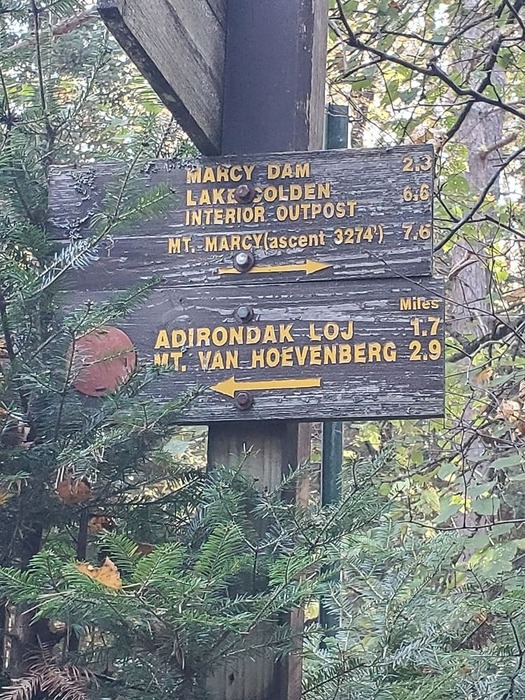 MARCY DAM 2.3
LAKE COLDEN 6.6
INTERIOR OUTPOST
MT. MARCY(ascent 3274') 7.6
Miles
ADIRONDAK LOJ 1.7
MT. VAN HOEVENBERG 2.9